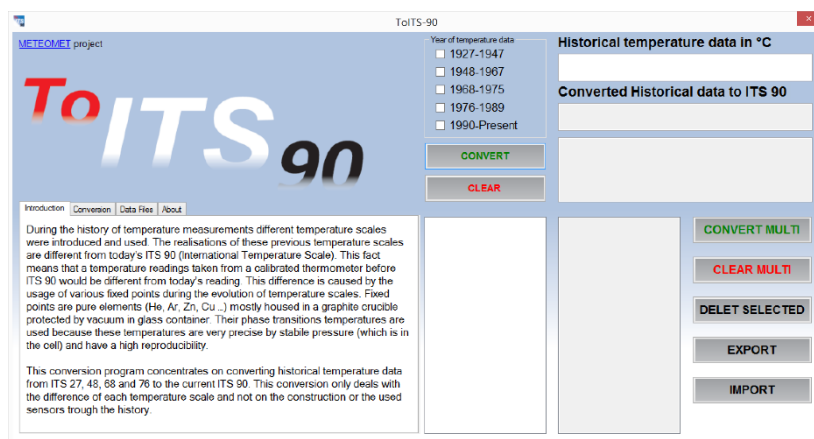 ToITS-90
METEOMET project
ToITS 90
Year of temperature data
1927-1947
1948-1967
1968-1975
1976-1989
1990-Present
CONVERT
CLEAR
Historical temperature data in °C
Converted Historical data to ITS 90
Introduction Conversion Data Files About
During the history of temperature measurements different temperature scales
were introduced and used. The realisations of these previous temperature scales
are different from today's ITS 90 (International Temperature Scale). This fact
means that a temperature readings taken from a calibrated thermometer before
ITS 90 would be different from today's reading. This difference is caused by the
usage of various fixed points during the evolution of temperature scales. Fixed
points are pure elements (He, Ar, Zn, Cu ...) mostly housed in a graphite crucible
protected by vacuum in glass container. Their phase transitions temperatures are
used because these temperatures are very precise by stabile pressure (which is in
the cell) and have a high reproducibility.
This conversion program concentrates on converting historical temperature data
from ITS 27, 48, 68 and 76 to the current ITS 90. This conversion only deals with
the difference of each temperature scale and not on the construction or the used
sensors trough the history.
CONVERT MULTI
CLEAR MULTI
DELET SELECTED
EXPORT
IMPORT